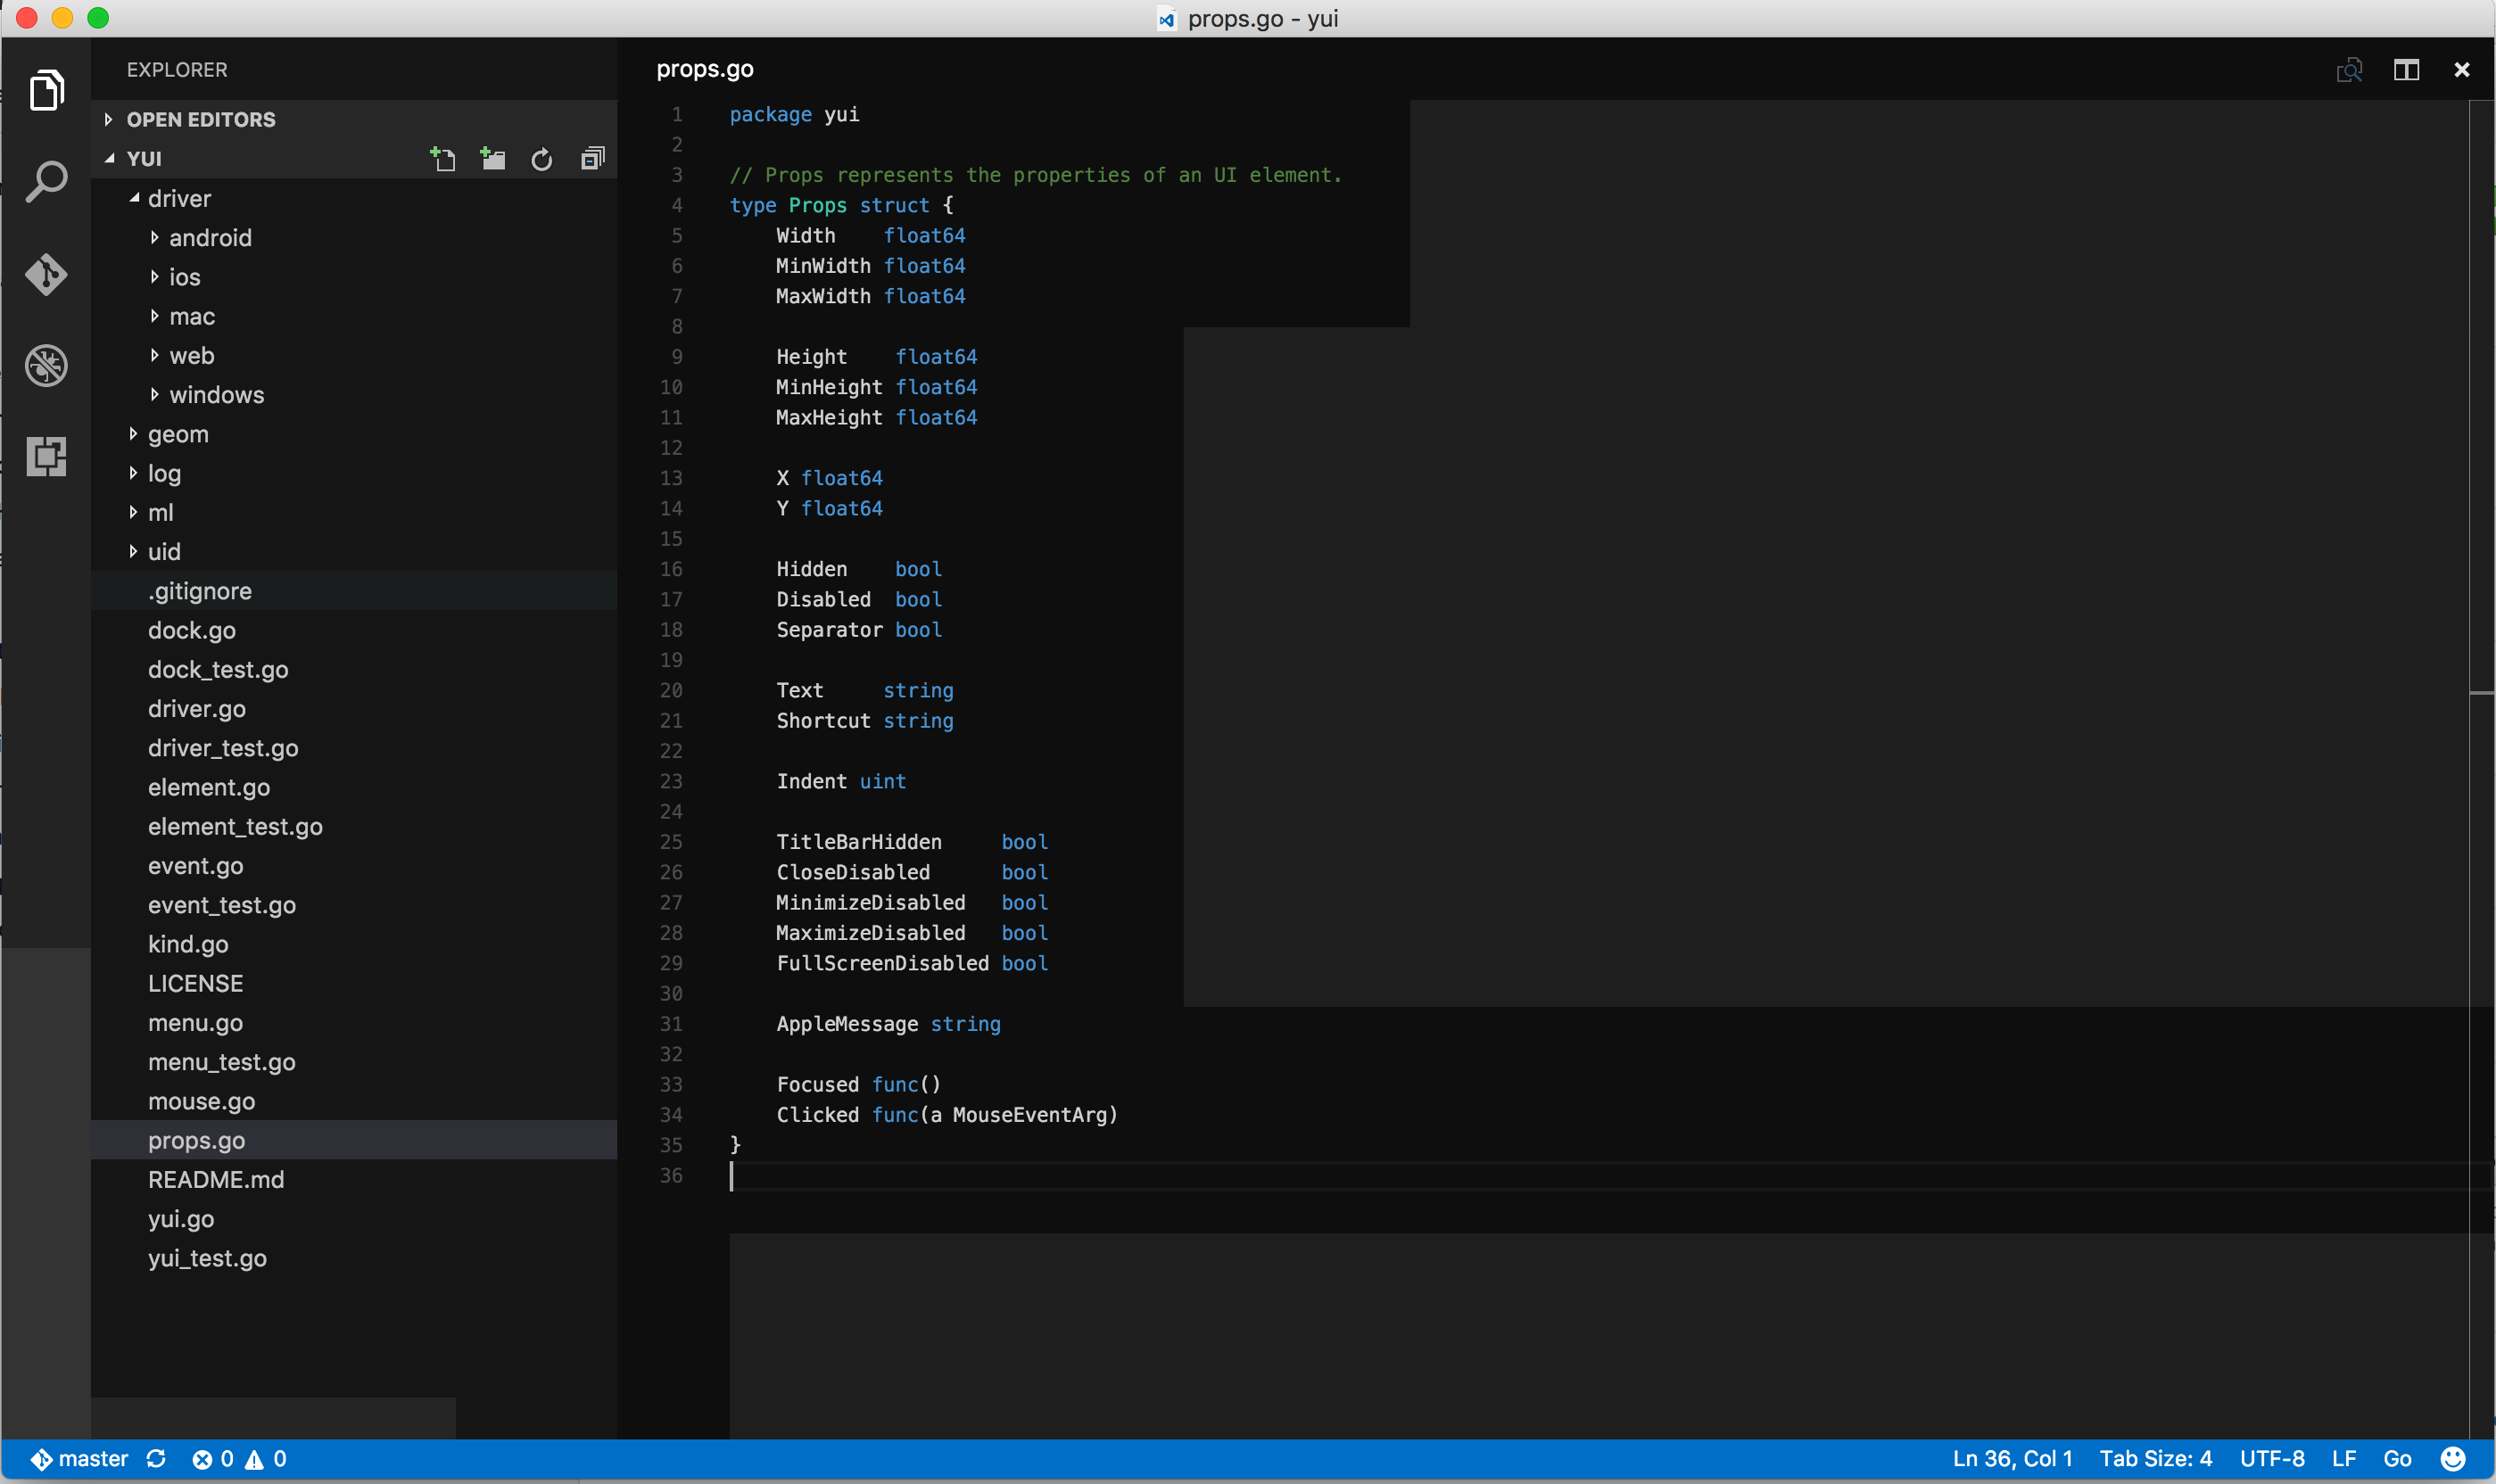 props.go - yui
EXPLORER
OPEN EDITORS
YUI
driver
android
ios
mac
web
windows
geom
log
ml
uid
.gitignore
dock.go
dock_test.go
driver.go
driver_test.go
element.go
element_test.go
event.go
event_test.go
kind.go
LICENSE
menu.go
menu_test.go
mouse.go
props.go
README.md
yui.go
yui_test.go
props.go
1 package yui
2
3 // Props represents the properties of an UI element.
4 type Props struct {
5 Width float64
6 MinWidth float64
7 MaxWidth float64
8
9 Height float64
10 MinHeight float64
11 MaxHeight float64
12
13 X float64
14 Y float64
15
16 Hidden bool
17 Disabled bool
18 Separator bool
19
20 Text string
21 Shortcut string
22
23 Indent uint
24
25 TitleBarHidden bool
26 CloseDisabled bool
27 MinimizeDisabled bool
28 MaximizeDisabled bool
29 FullScreenDisabled bool
30
31 AppleMessage string
32
33 Focused func()
34 Clicked func(a MouseEventArg)
35 }
36
master 0 0 Ln 36, Col 1 Tab Size: 4 UTF-8 LF Go